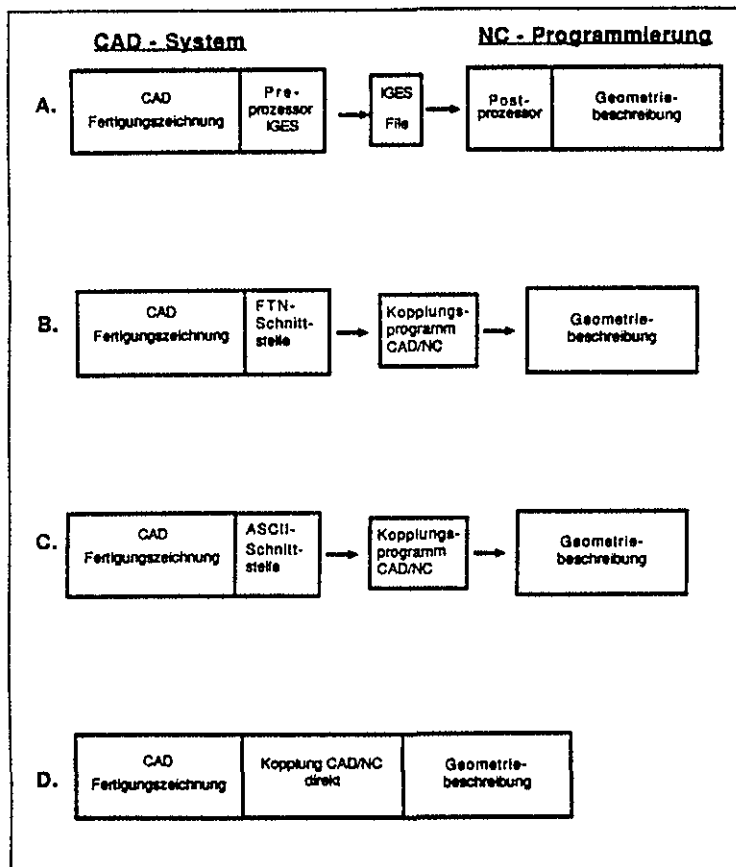 CAD - System
NC - Programmierung
A.
CAD
Fertigungszeichnung
Pre-
prozessor
IGES
IGES
File
Post-
prozessor
Geometrie-
beschreibung
B.
CAD
Fertigungszeichnung
FTN-
Schnitt-
stelle
Kopplungs-
programm
CAD/NC
Geometrie-
beschreibung
C.
CAD
Fertigungszeichnung
ASCII-
Schnitt-
stelle
Kopplungs-
programm
CAD/NC
Geometrie-
beschreibung
D.
CAD
Fertigungszeichnung
Kopplung CAD/NC
direkt
Geometrie-
beschreibung